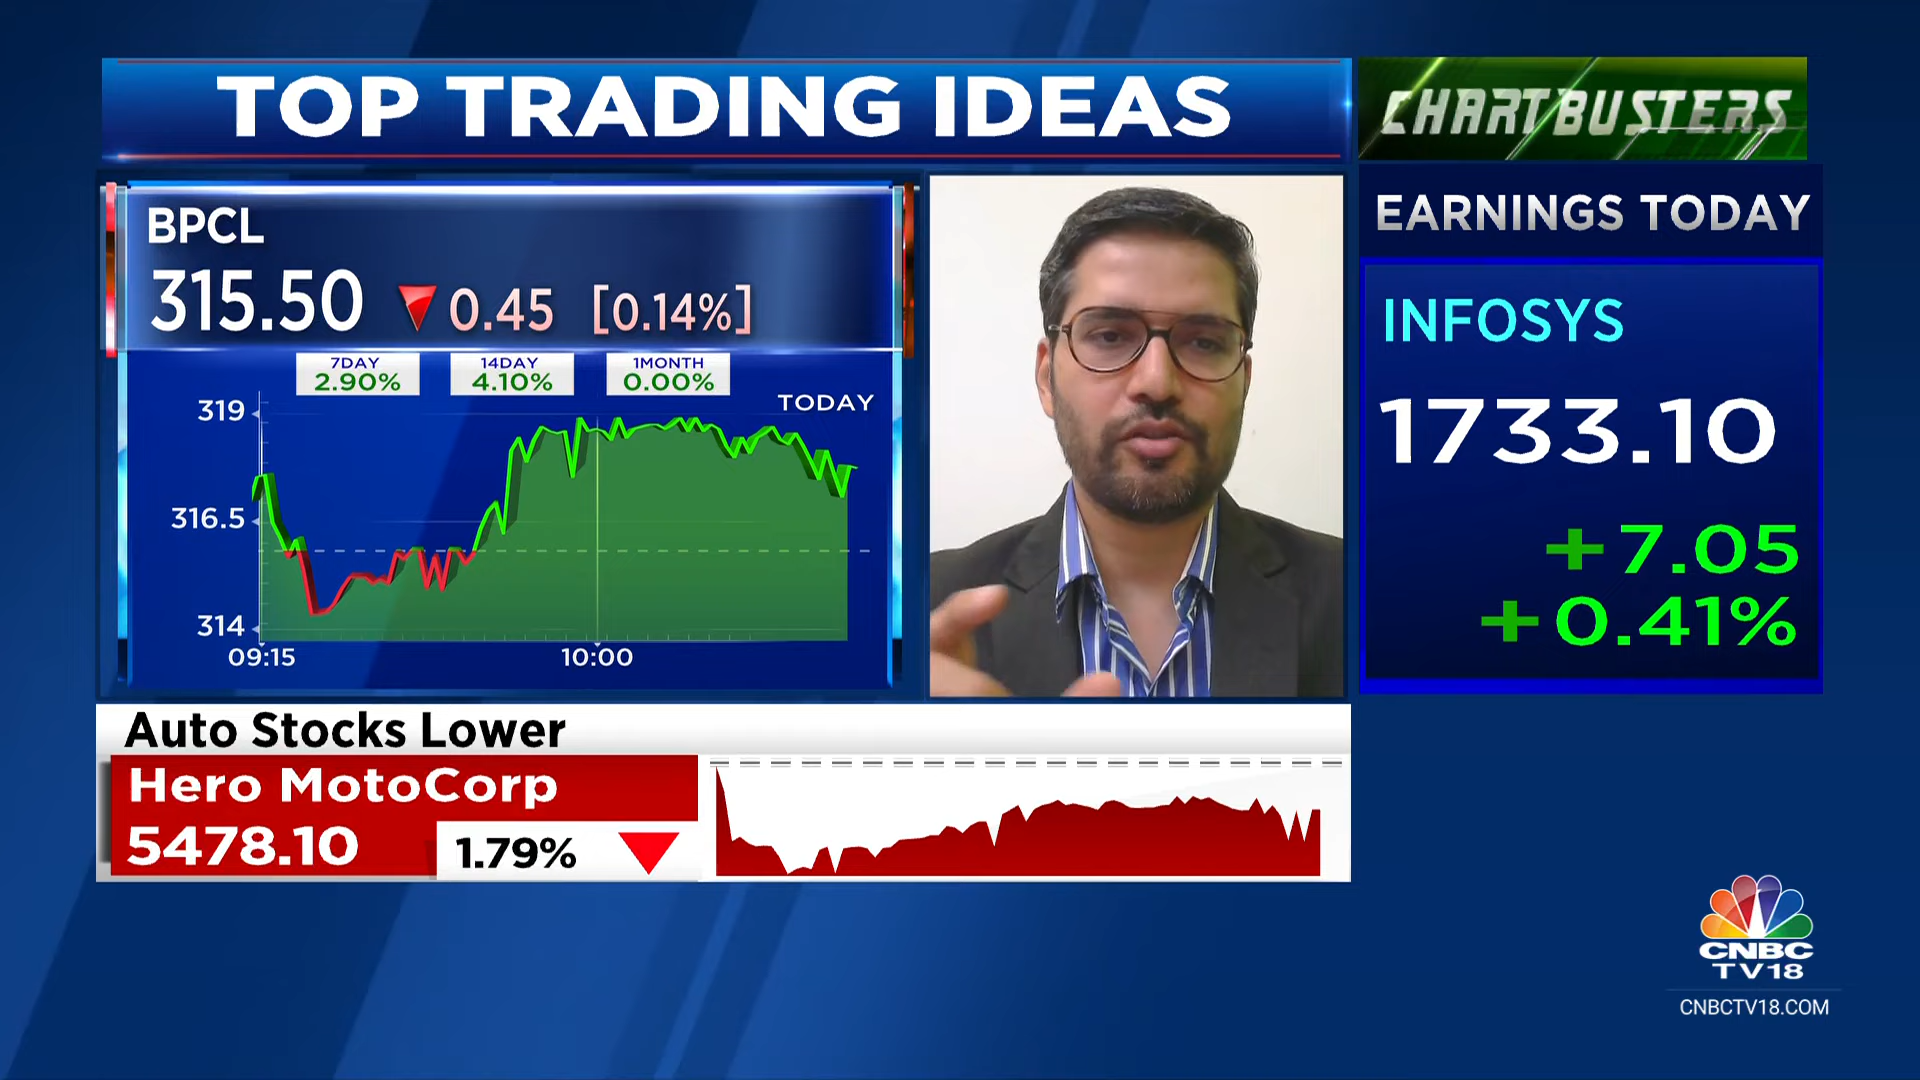 TOP TRADING IDEAS
CHARTBUSTERS
BPCL
315.50 ▼ 0.45 [0.14%]
7DAY
2.90%
14DAY
4.10%
1MONTH
0.00%
TODAY
319
316.5
314
09:15
10:00
EARNINGS TODAY
INFOSYS
1733.10
+7.05
+0.41%
Auto Stocks Lower
Hero MotoCorp
5478.10
1.79% ▼
CNBC
TV18
CNBCTV18.COM